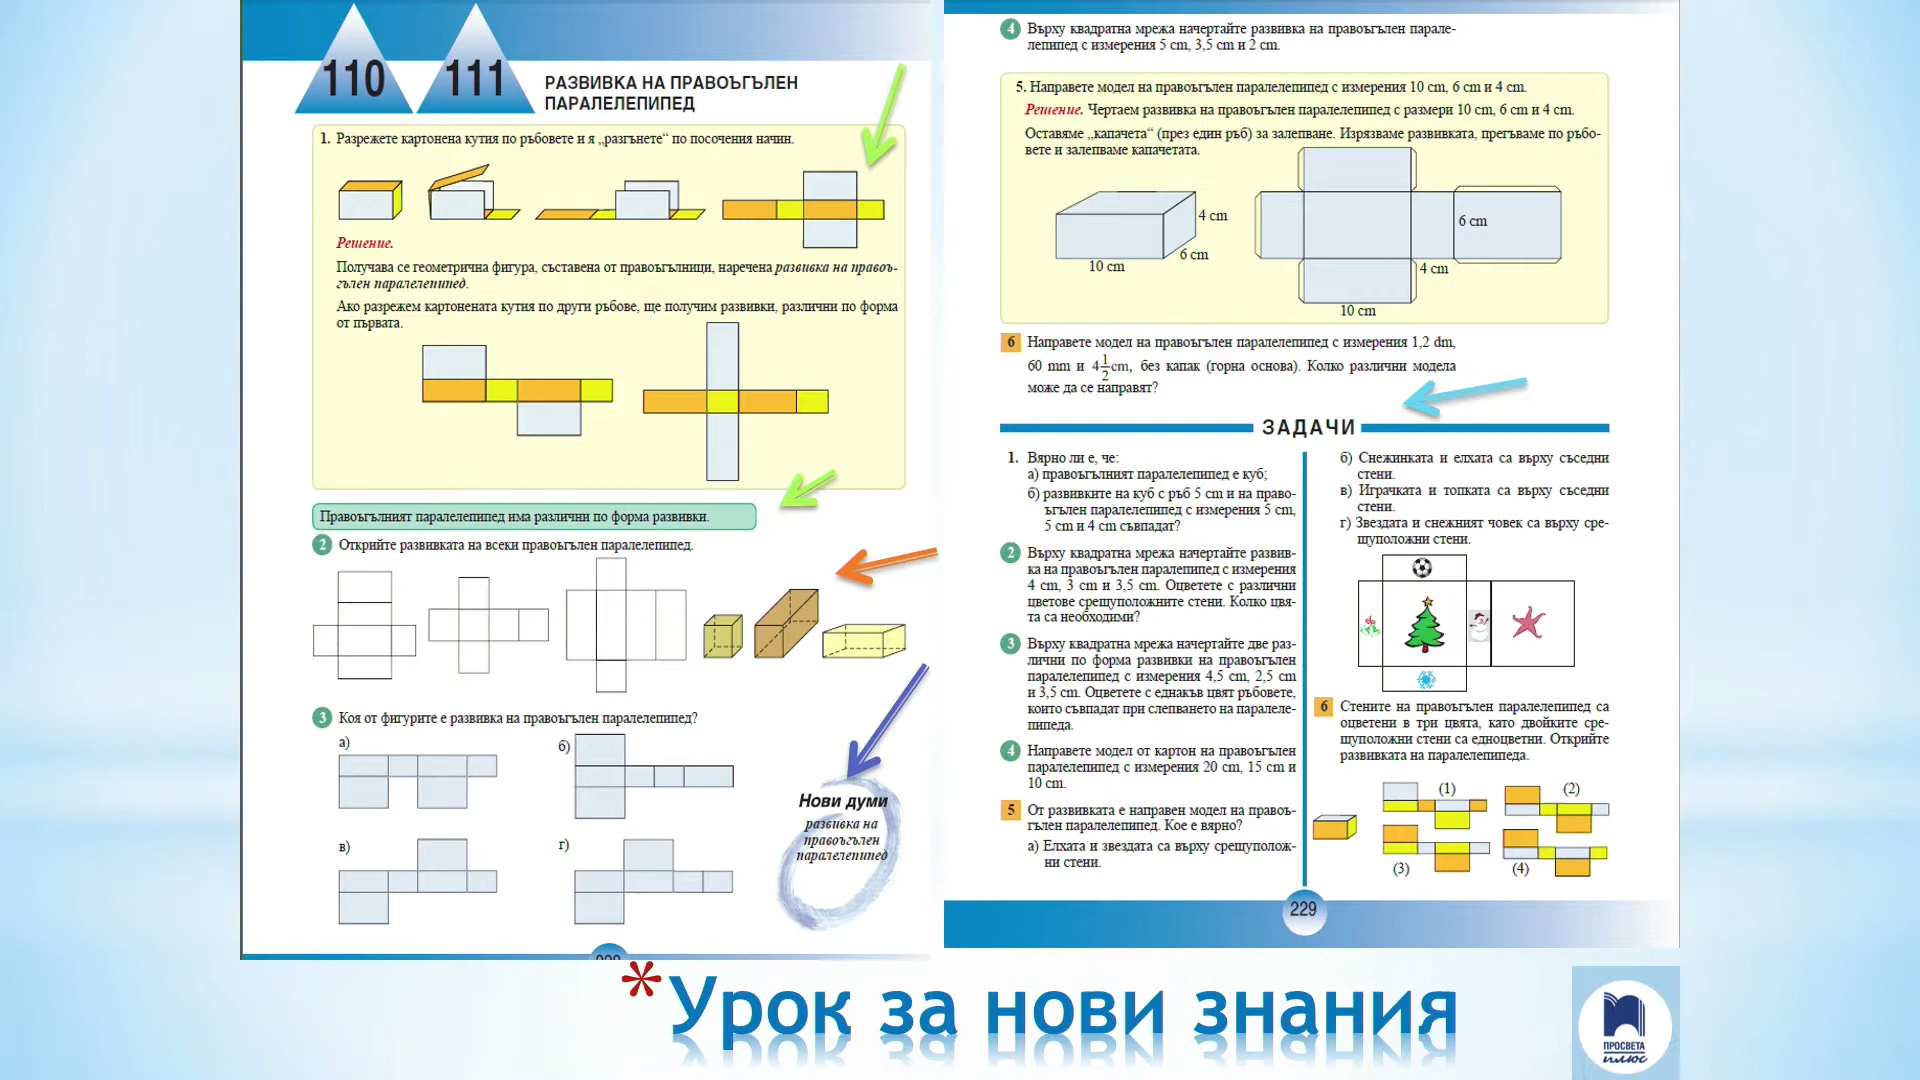 110 111
РАЗВИВКА НА ПРАВОЪГЪЛЕН
ПАРАЛЕЛЕПИПЕД
1. Разрежете картонена кутия по ръбовете и я „разгънете“ по посочения начин.
Решение.
Получава се геометрична фигура, съставена от правоъгълници, наречена развивка на правоъ-
гълен паралелепипед.
Ако разрежем картонената кутия по други ръбове, ще получим развивки, различни по форма
от първата.
Правоъгълният паралелепипед има различни по форма развивки.
2 Открийте развивката на всеки правоъгълен паралелепипед.
3 Коя от фигурите е развивка на правоъгълен паралелепипед?
а)
б)
в)
г)
Нови думи
развивка на
правоъгълен
паралелепипед
4 Върху квадратна мрежа начертайте развивка на правоъгълен парале-
лепипед с измерения 5 cm, 3,5 cm и 2 cm.
5. Направете модел на правоъгълен паралелепипед с измерения 10 cm, 6 cm и 4 cm.
Решение. Чертаем развивка на правоъгълен паралелепипед с размери 10 cm, 6 cm и 4 cm.
Оставяме „капачета“ (през един ръб) за залепване. Изрязваме развивката, прегъваме по ръбо-
вете и залепваме капачетата.
4 cm
6 cm
10 cm
6 cm
4 cm
10 cm
6 Направете модел на правоъгълен паралелепипед с измерения 1,2 dm,
60 mm и 4 1/2 cm, без капак (горна основа). Колко различни модела
може да се направят?
ЗАДАЧИ
1. Вярно ли е, че:
а) правоъгълният паралелепипед е куб;
б) развивките на куб с ръб 5 cm и на право-
ъгълен паралелепипед с измерения 5 cm,
5 cm и 4 cm съвпадат?
2 Върху квадратна мрежа начертайте развив-
ка на правоъгълен паралелепипед с измерения
4 cm, 3 cm и 3,5 cm. Оцветете с различни
цветове срещуположните стени. Колко цвя-
та са необходими?
3 Върху квадратна мрежа начертайте две раз-
лични по форма развивки на правоъгълен
паралелепипед с измерения 4,5 cm, 2,5 cm
и 3,5 cm. Оцветете с еднакъв цвят ръбовете,
които съвпадат при слепването на паралеле-
пипеда.
4 Направете модел от картон на правоъгълен
паралелепипед с измерения 20 cm, 15 cm и
10 cm.
5 От развивката е направен модел на правоъ-
гълен паралелепипед. Кое е вярно?
а) Елхата и звездата са върху срещуполож-
ни стени.
б) Снежинката и елхата са върху съседни
стени.
в) Играчката и топката са върху съседни
стени.
г) Звездата и снежният човек са върху сре-
щуположни стени.
6 Стените на правоъгълен паралелепипед са
оцветени в три цвята, като двойките сре-
щуположни стени са едноцветни. Открийте
развивката на паралелепипеда.
(1)
(2)
(3)
(4)
229
*Урок за нови знания
ПРОСВЕТА
плюс